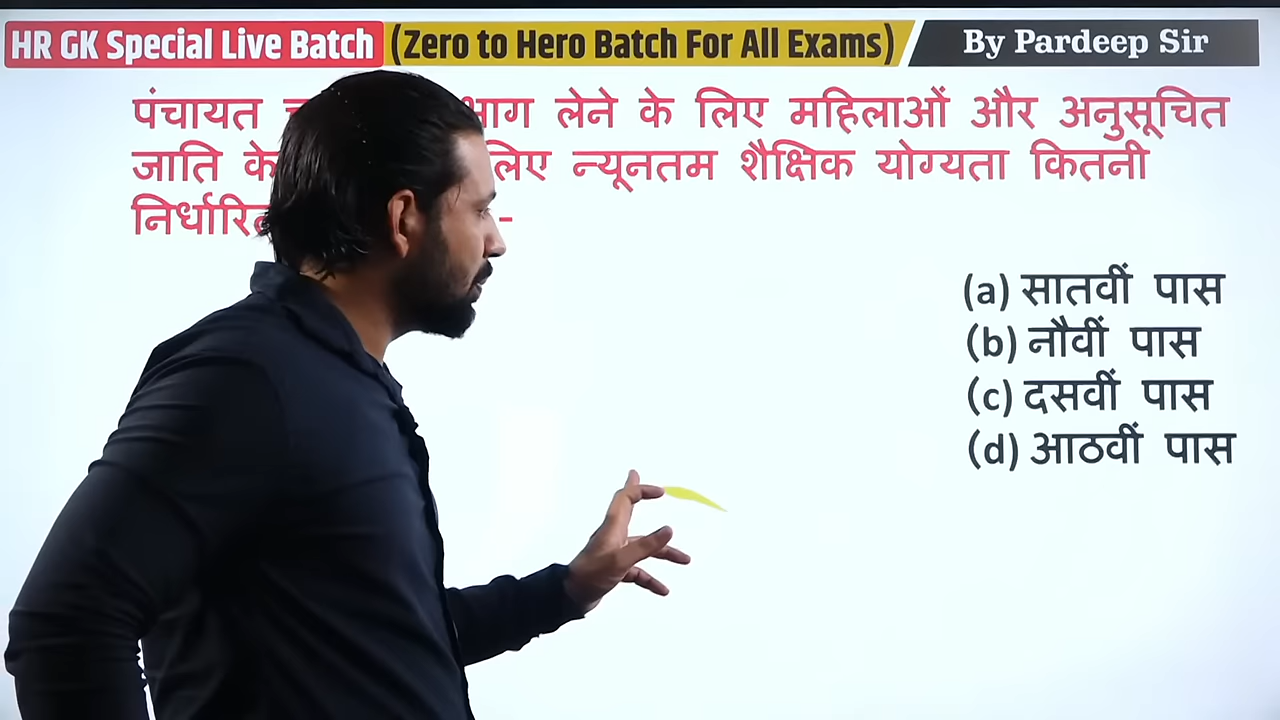 HR GK Special Live Batch (Zero to Hero Batch For All Exams) By Pardeep Sir
पंचायत भाग लेने के लिए महिलाओं और अनुसूचित
जाति के लिए न्यूनतम शैक्षिक योग्यता कितनी
-
(a) सातवीं पास
(b) नौवीं पास
(c) दसवीं पास
(d) आठवीं पास